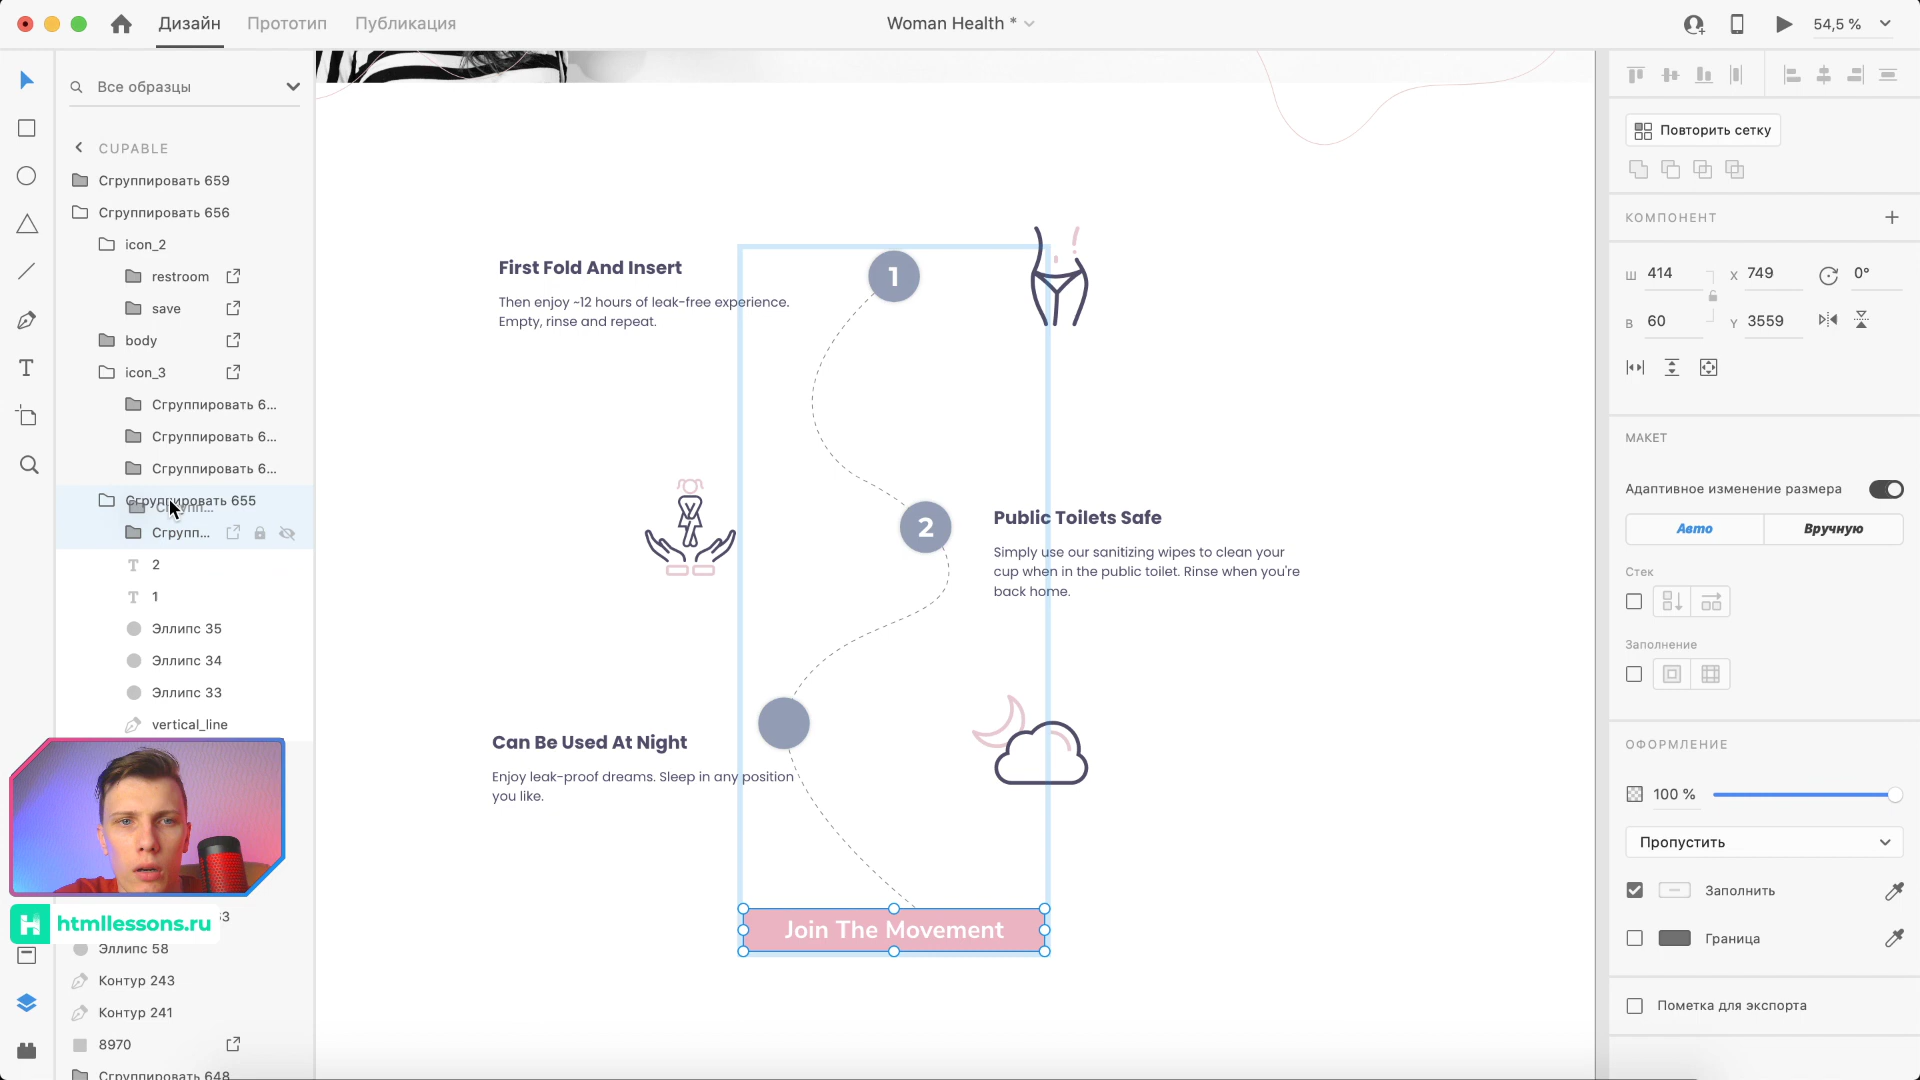 Дизайн
Прототип
Публикация
Woman Health *
54,5 %
Все образцы
CUPABLE
Сгруппировать 659
Сгруппировать 656
icon_2
restroom
save
body
icon_3
Сгруппировать 6...
Сгруппировать 6...
Сгруппировать 6...
Сгруппировать 655
Сгрупп...
Сгрупп...
2
1
Эллипс 35
Эллипс 34
Эллипс 33
vertical_line
H htmllessons.ru
Эллипс 58
Контур 243
Контур 241
8970
Сгруппировать 648
First Fold And Insert
Then enjoy ~12 hours of leak-free experience.
Empty, rinse and repeat.
1
2
Public Toilets Safe
Simply use our sanitizing wipes to clean your
cup when in the public toilet. Rinse when you're
back home.
Can Be Used At Night
Enjoy leak-proof dreams. Sleep in any position
you like.
Join The Movement
Повторить сетку
КОМПОНЕНТ
Ш 414
X 749
0°
В 60
Y 3559
МАКЕТ
Адаптивное изменение размера
Авто
Вручную
Стек
Заполнение
ОФОРМЛЕНИЕ
100 %
Пропустить
Заполнить
Граница
Пометка для экспорта